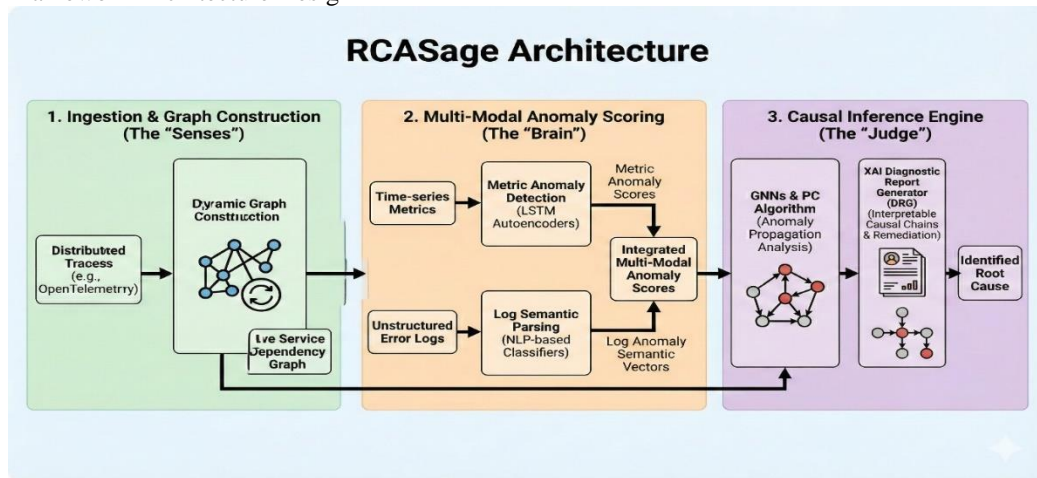 RCASage Architecture
1. Ingestion & Graph Construction
(The "Senses")
Dynamic Graph
Construction
Distributed
Tracess
(e.g.,
OpenTelemetrry)
Service
Dependency
Graph
2. Multi-Modal Anomaly Scoring
(The "Brain")
Time-series
Metrics
Metric Anomaly
Detection
(LSTM
Autoencoders)
Metric
Anomaly
Scores
Unstructured
Error Logs
Log Semantic
Parsing
(NLP-based
Classifiers)
Log Anomaly
Semantic
Vectors
Integrated
Multi-Modal
Anomaly
Scores
3. Causal Inference Engine
(The "Judge")
GNNs & PC
Algorithm
(Anomaly
Propagation
Analysis)
XAI Diagnostic
Report
Generator
(DRG)
(Interpretable
Causal Chains
& Remediation)
Identified
Root
Cause